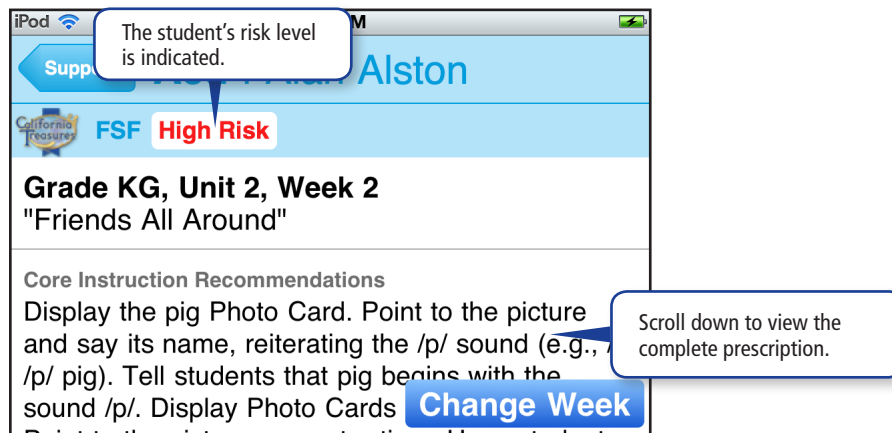 iPod
M
The student's risk level
is indicated.
Supp
Alan Alston
California
Treasures
FSF High Risk
Grade KG, Unit 2, Week 2
"Friends All Around"
Core Instruction Recommendations
Display the pig Photo Card. Point to the picture
and say its name, reiterating the /p/ sound (e.g., /
/p/ pig). Tell students that pig begins with the
sound /p/. Display Photo Cards
Change Week
Scroll down to view the
complete prescription.